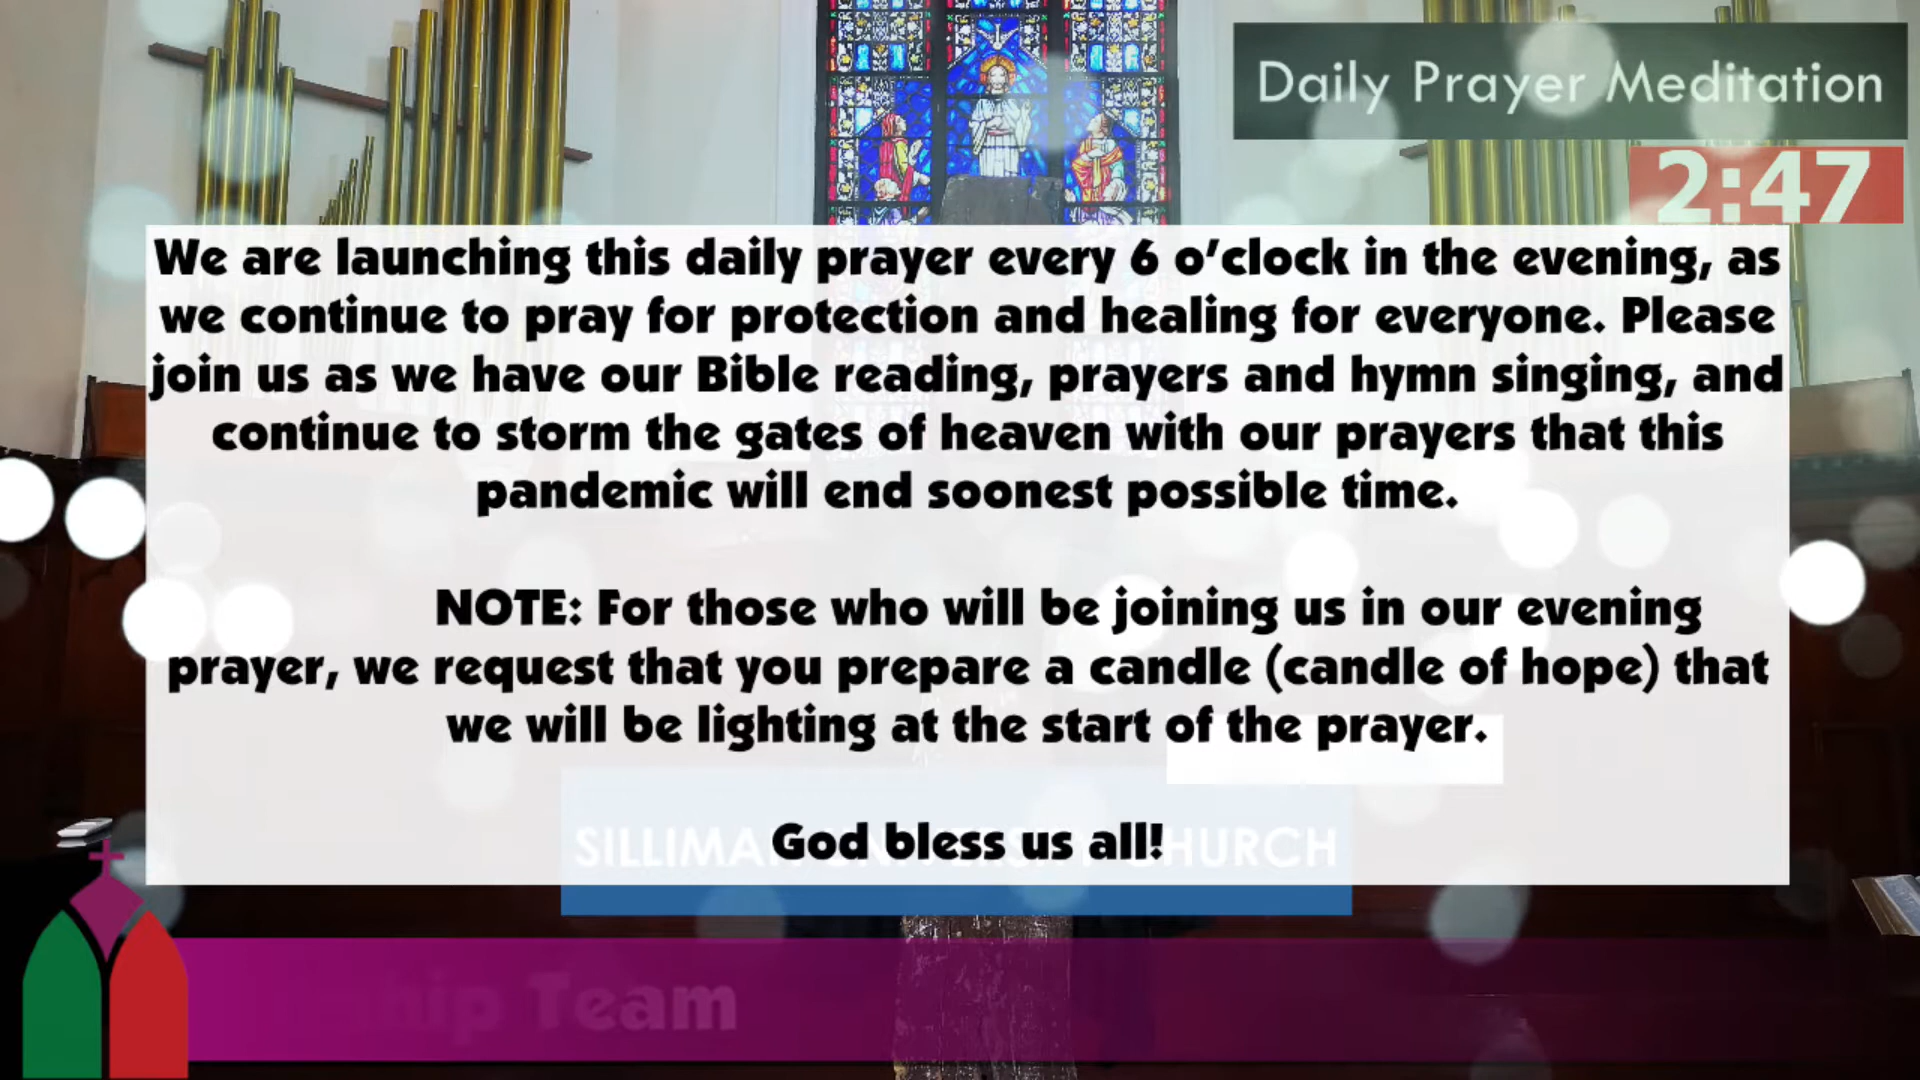 Daily Prayer Meditation
2:47
We are launching this daily prayer every 6 o'clock in the evening, as
we continue to pray for protection and healing for everyone. Please
join us as we have our Bible reading, prayers and hymn singing, and
continue to storm the gates of heaven with our prayers that this
pandemic will end soonest possible time.
NOTE: For those who will be joining us in our evening
prayer, we request that you prepare a candle (candle of hope) that
we will be lighting at the start of the prayer.
God bless us all!
Team